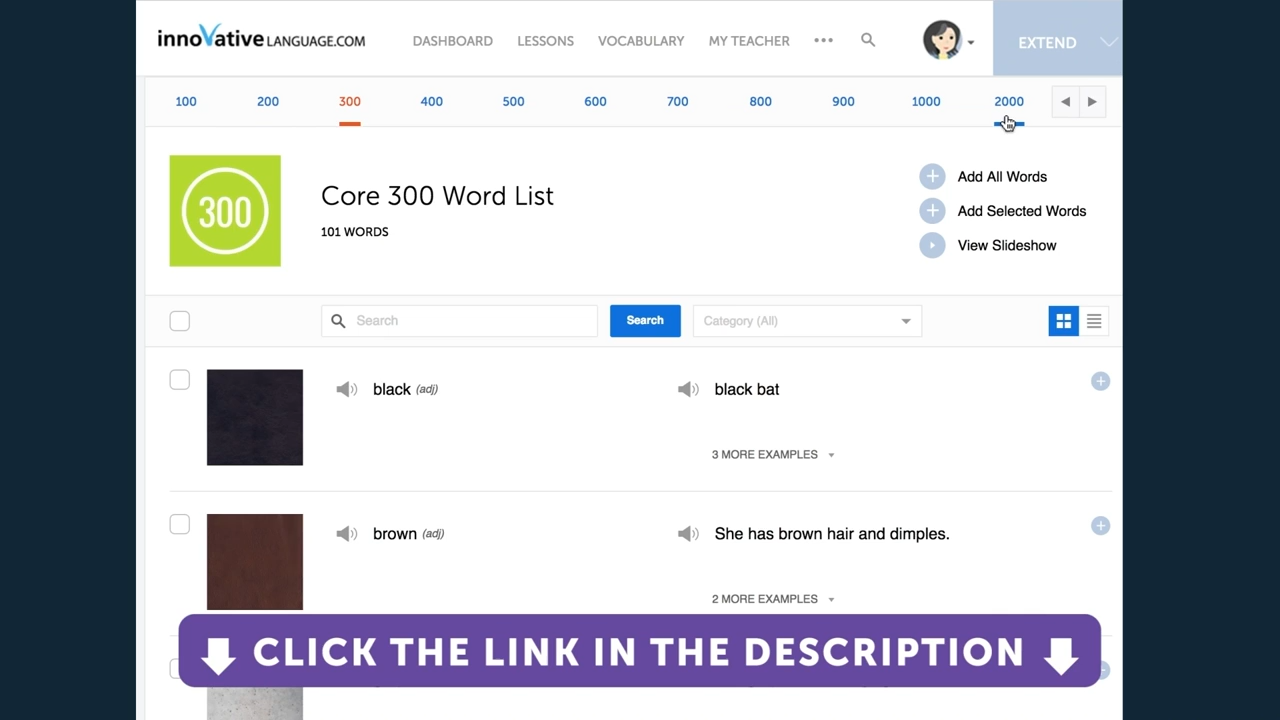 innoVative LANGUAGE.COM
DASHBOARD LESSONS VOCABULARY MY TEACHER EXTEND
100 200 300 400 500 600 700 800 900 1000 2000
300
Core 300 Word List
101 WORDS
Add All Words
Add Selected Words
View Slideshow
Search Search Category (All)
black (adj) black bat
3 MORE EXAMPLES
brown (adj) She has brown hair and dimples.
2 MORE EXAMPLES
CLICK THE LINK IN THE DESCRIPTION